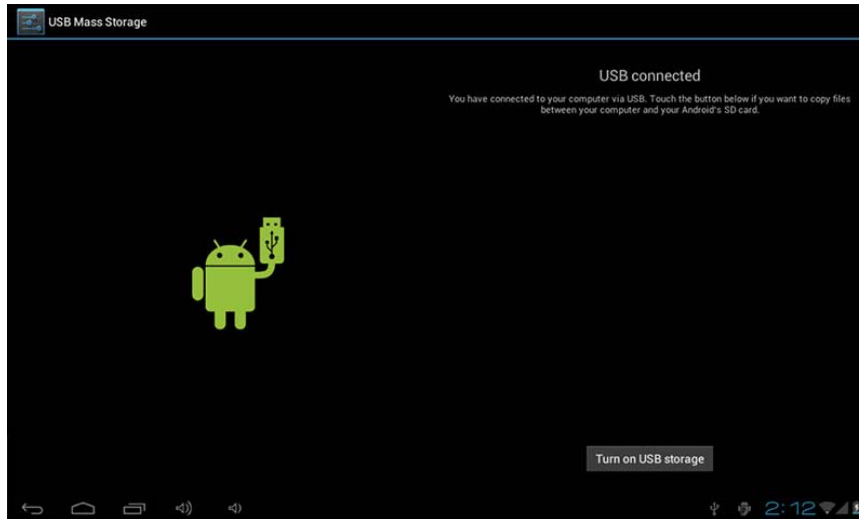 USB Mass Storage
USB connected
You have connected to your computer via USB. Touch the button below if you want to copy files
between your computer and your Android's SD card.
Turn on USB storage
2:12